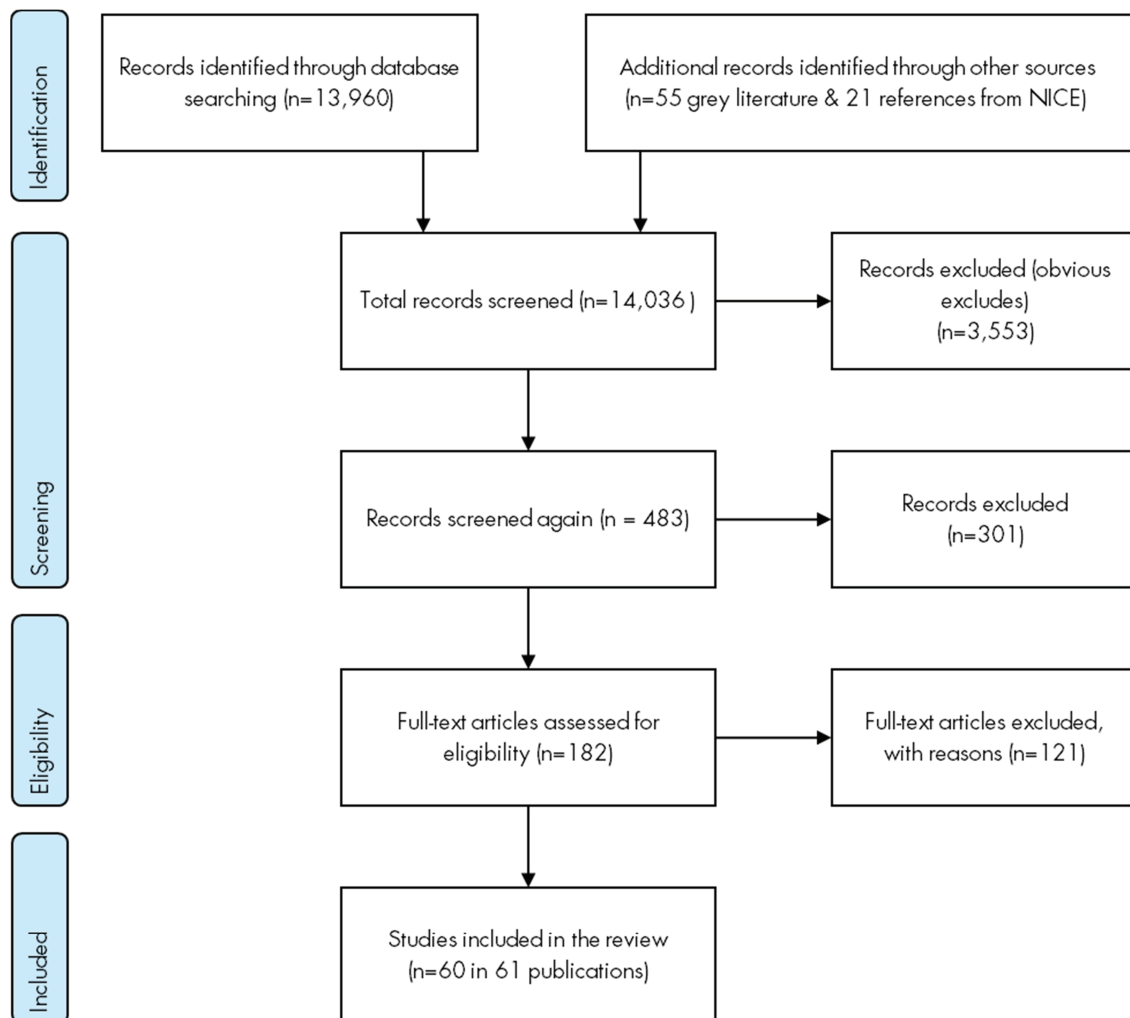 Identification
Records identified through database
searching (n=13,960)
Additional records identified through other sources
(n=55 grey literature & 21 references from NICE)
Screening
Total records screened (n=14,036 )
Records excluded (obvious
excludes)
(n=3,553)
Records screened again (n = 483)
Records excluded
(n=301)
Eligibility
Full-text articles assessed for
eligibility (n=182)
Full-text articles excluded,
with reasons (n=121)
Included
Studies included in the review
(n=60 in 61 publications)